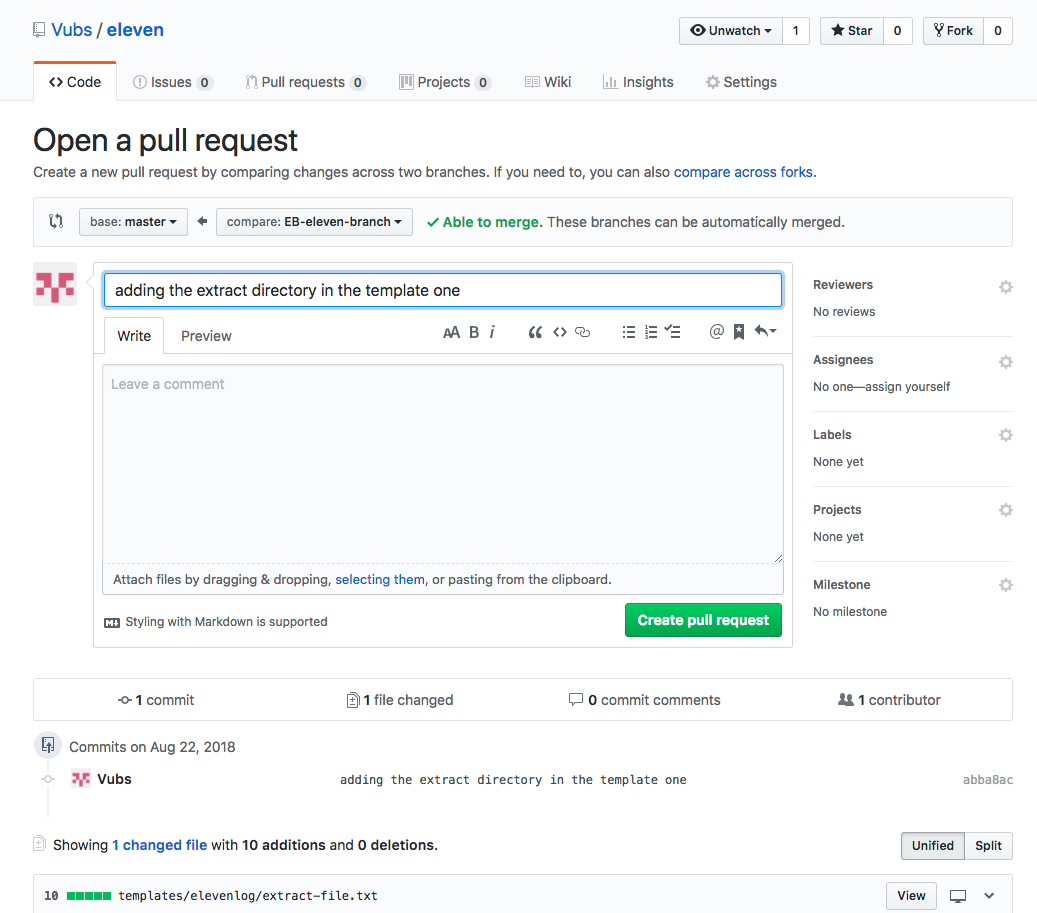 Vubs / eleven
Unwatch 1 Star 0 Fork 0
Code Issues 0 Pull requests 0 Projects 0 Wiki Insights Settings
Open a pull request
Create a new pull request by comparing changes across two branches. If you need to, you can also compare across forks.
base: master compare: EB-eleven-branch Able to merge. These branches can be automatically merged.
adding the extract directory in the template one
Write Preview AA B i @
Leave a comment
Attach files by dragging & dropping, selecting them, or pasting from the clipboard.
Styling with Markdown is supported
Create pull request
Reviewers
No reviews
Assignees
No one—assign yourself
Labels
None yet
Projects
None yet
Milestone
No milestone
1 commit 1 file changed 0 commit comments 1 contributor
Commits on Aug 22, 2018
Vubs adding the extract directory in the template one abba8ac
Showing 1 changed file with 10 additions and 0 deletions.
Unified Split
10 templates/elevenlog/extract-file.txt View